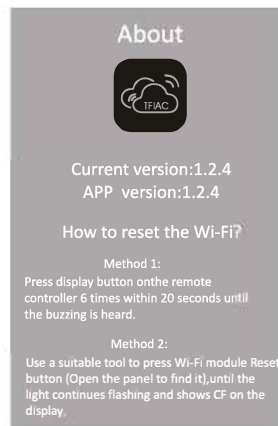 About
TFIAC
Current version:1.2.4
APP version:1.2.4
How to reset the Wi-Fi?
Method 1:
Press display button onthe remote
controller 6 times within 20 seconds until
the buzzing is heard.
Method 2:
Use a suitable tool to press Wi-Fi module Reset
button (Open the panel to find it),until the
light continues flashing and shows CF on the
display,